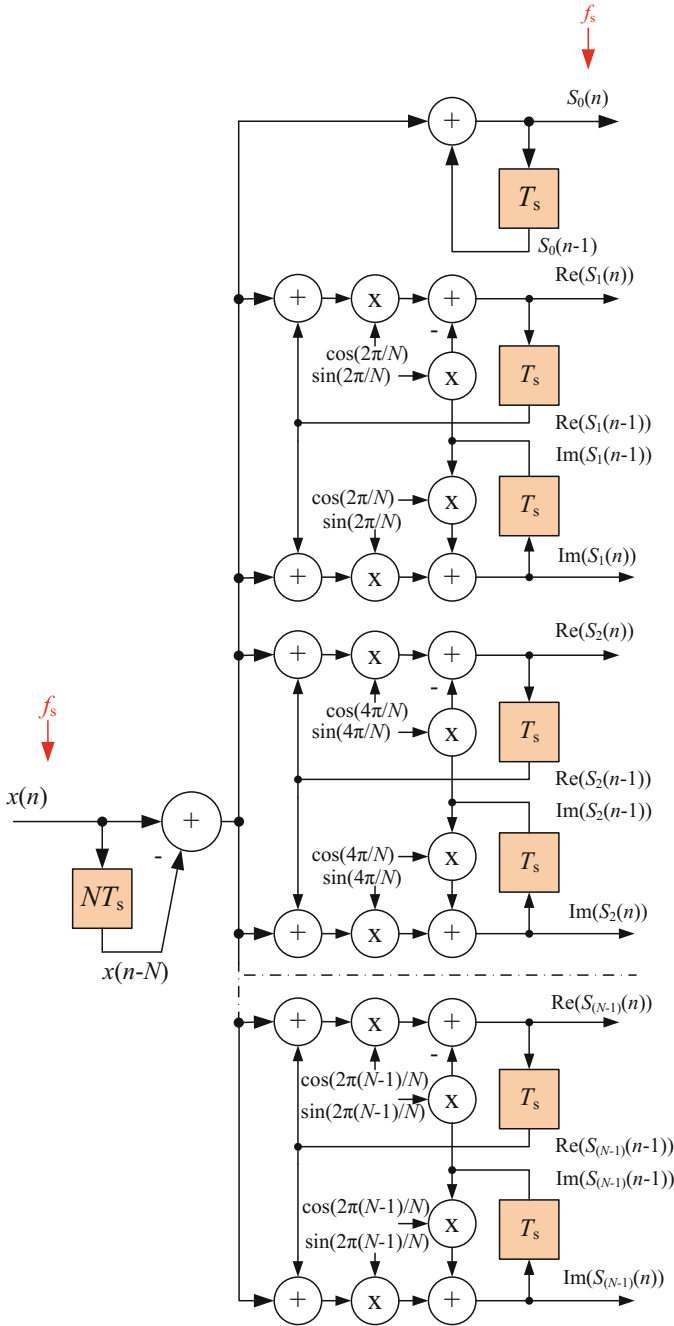 fs
S0(n)
+
Ts
S0(n-1)
Re(S1(n))
+
x
+
-
cos(2π/N)
sin(2π/N)
x
Ts
Re(S1(n-1))
Im(S1(n-1))
cos(2π/N)
sin(2π/N)
x
Ts
Im(S1(n))
+
x
+
Re(S2(n))
+
x
+
-
cos(4π/N)
sin(4π/N)
x
Ts
Re(S2(n-1))
Im(S2(n-1))
fs
x(n)
+
-
NTs
x(n-N)
cos(4π/N)
sin(4π/N)
x
Ts
Im(S2(n))
+
x
+
Re(S(N-1)(n))
+
x
+
-
cos(2π(N-1)/N)
sin(2π(N-1)/N)
x
Ts
Re(S(N-1)(n-1))
Im(S(N-1)(n-1))
cos(2π(N-1)/N)
sin(2π(N-1)/N)
x
Ts
Im(S(N-1)(n))
+
x
+